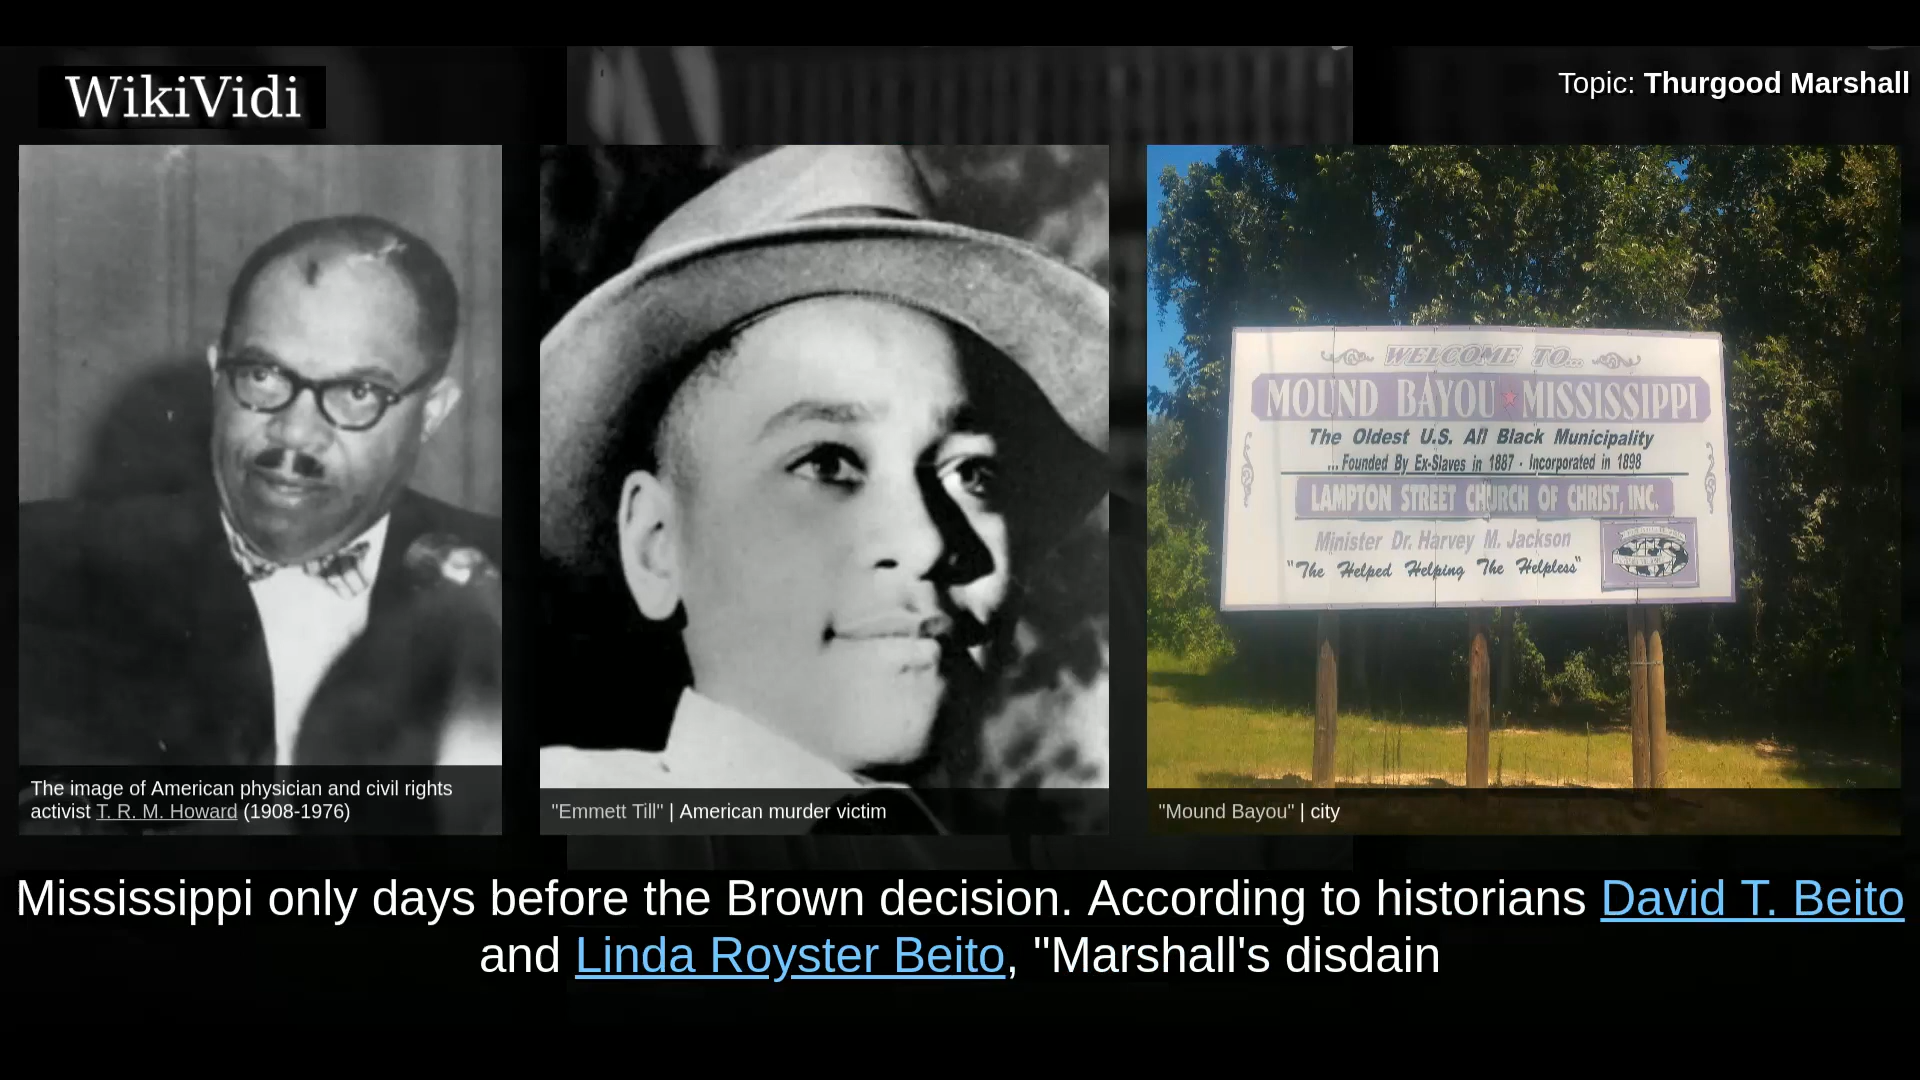 WikiVidi
Topic: Thurgood Marshall
WELCOME TO...
MOUND BAYOU MISSISSIPPI
The Oldest U.S. All Black Municipality
...Founded By Ex-Slaves in 1887 · Incorporated in 1898
LAMPTON STREET CHURCH OF CHRIST, INC.
Minister Dr. Harvey M. Jackson
"The Helped Helping The Helpless"
The image of American physician and civil rights
activist T. R. M. Howard (1908-1976)
"Emmett Till" | American murder victim
"Mound Bayou" | city
Mississippi only days before the Brown decision. According to historians David T. Beito
and Linda Royster Beito, "Marshall's disdain